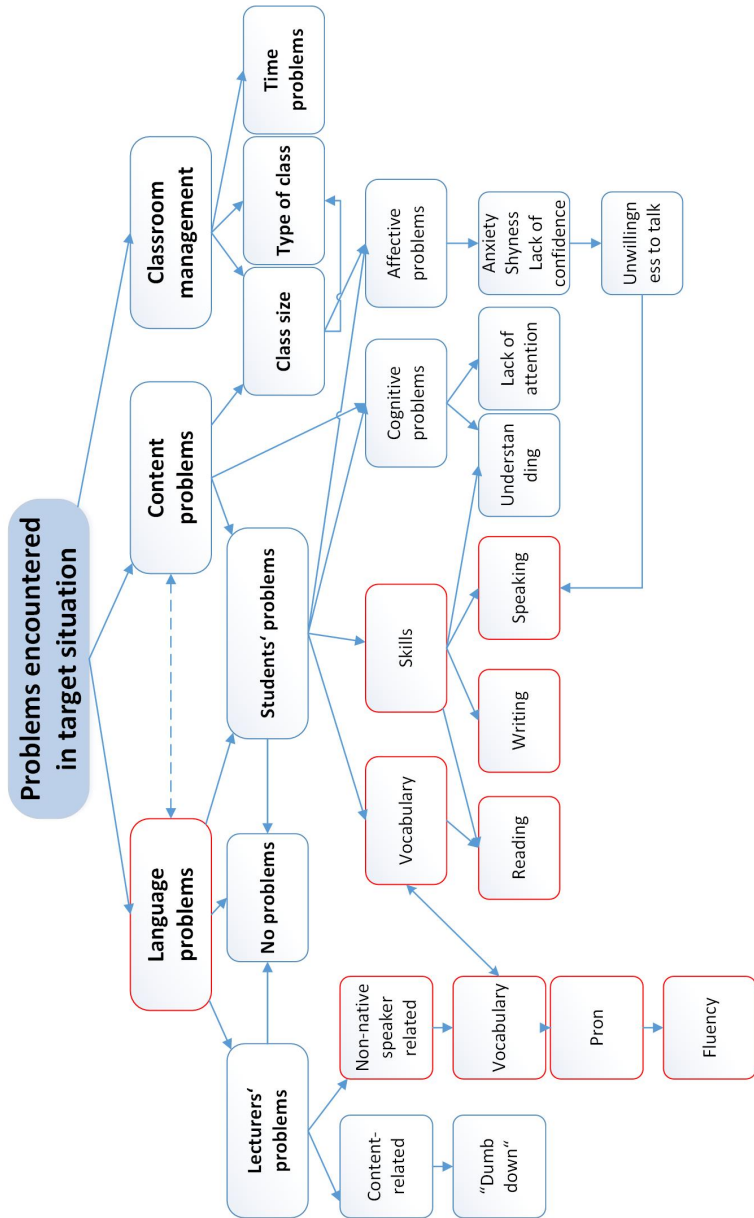 Problems encountered
in target situation
Language
problems
Content
problems
Classroom
management
Lecturers‘
problems
No problems
Students‘ problems
Class size
Type of class
Time
problems
Content-
related
Non-native
speaker
related
Vocabulary
Skills
Cognitive
problems
Affective
problems
“Dumb
down“
Vocabulary
Reading
Writing
Speaking
Understan
ding
Lack of
attention
Anxiety
Shyness
Lack of
confidence
Pron
Unwillingn
ess to talk
Fluency